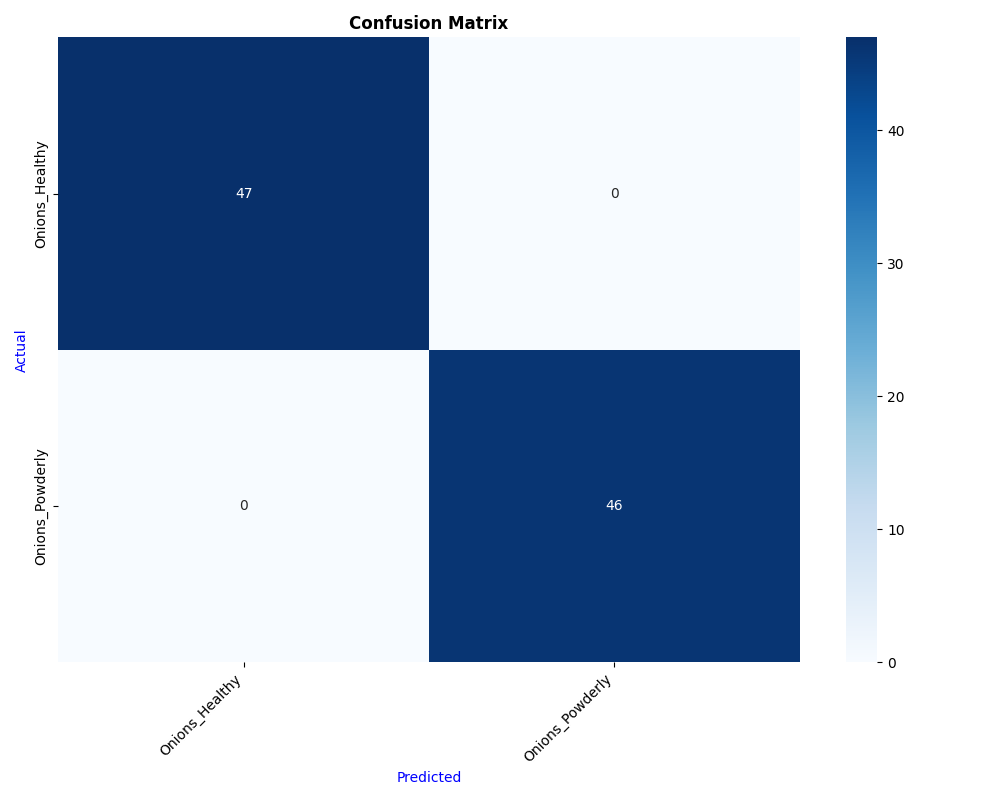 Confusion Matrix
Onions_Healthy
Onions_Powderly
Actual
47
0
0
46
Onions_Healthy
Onions_Powderly
Predicted
40
30
20
10
0